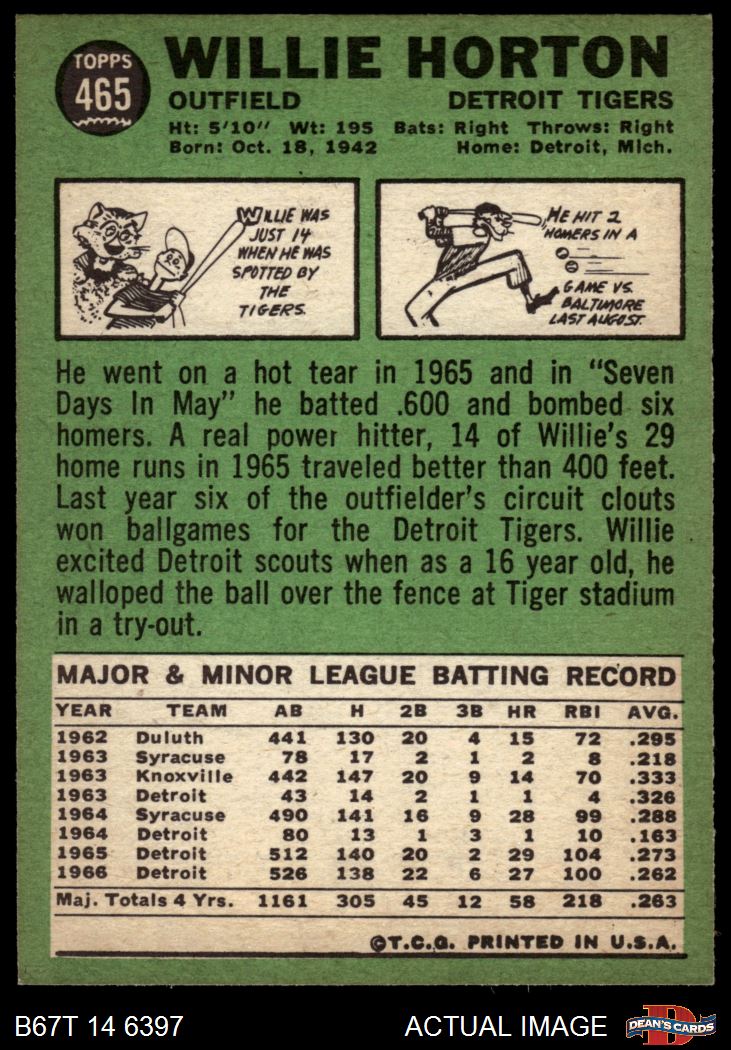 TOPPS
465
WILLIE HORTON
OUTFIELD DETROIT TIGERS
Ht: 5'10" Wt: 195 Bats: Right Throws: Right
Born: Oct. 18, 1942 Home: Detroit, Mich.
WILLIE WAS
JUST 14
WHEN HE WAS
SPOTTED BY
THE
TIGERS.
HE HIT 2
HOMERS IN A
GAME VS.
BALTIMORE
LAST AUGUST.
He went on a hot tear in 1965 and in "Seven
Days In May" he batted .600 and bombed six
homers. A real power hitter, 14 of Willie's 29
home runs in 1965 traveled better than 400 feet.
Last year six of the outfielder's circuit clouts
won ballgames for the Detroit Tigers. Willie
excited Detroit scouts when as a 16 year old, he
walloped the ball over the fence at Tiger stadium
in a try-out.
MAJOR & MINOR LEAGUE BATTING RECORD
YEAR TEAM AB H 2B 3B HR RBI AVG.
1962 Duluth 441 130 20 4 15 72 .295
1963 Syracuse 78 17 2 1 2 8 .218
1963 Knoxville 442 147 20 9 14 70 .333
1963 Detroit 43 14 2 1 1 4 .326
1964 Syracuse 490 141 16 9 28 99 .288
1964 Detroit 80 13 1 3 1 10 .163
1965 Detroit 512 140 20 2 29 104 .273
1966 Detroit 526 138 22 6 27 100 .262
Maj. Totals 4 Yrs. 1161 305 45 12 58 218 .263
©T.C.G. PRINTED IN U.S.A.
B67T 14 6397 ACTUAL IMAGE
D
DEAN'S CARDS